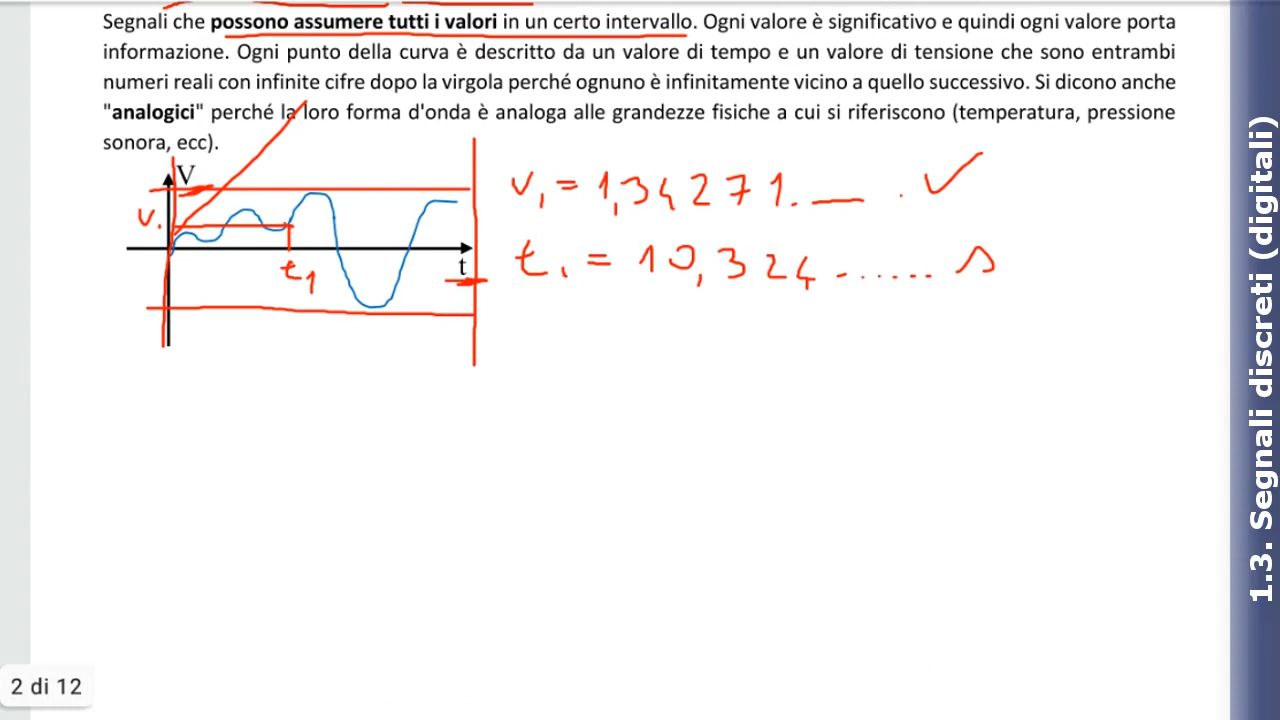 Segnali che possono assumere tutti i valori in un certo intervallo. Ogni valore è significativo e quindi ogni valore porta
informazione. Ogni punto della curva è descritto da un valore di tempo e un valore di tensione che sono entrambi
numeri reali con infinite cifre dopo la virgola perché ognuno è infinitamente vicino a quello successivo. Si dicono anche
"analogici" perché la loro forma d'onda è analoga alle grandezze fisiche a cui si riferiscono (temperatura, pressione
sonora, ecc).
V
v1
t
t1
v1 = 1,34271. __ . ✓
t1 = 10,324 ...... s
1.3. Segnali discreti (digitali)
2 di 12